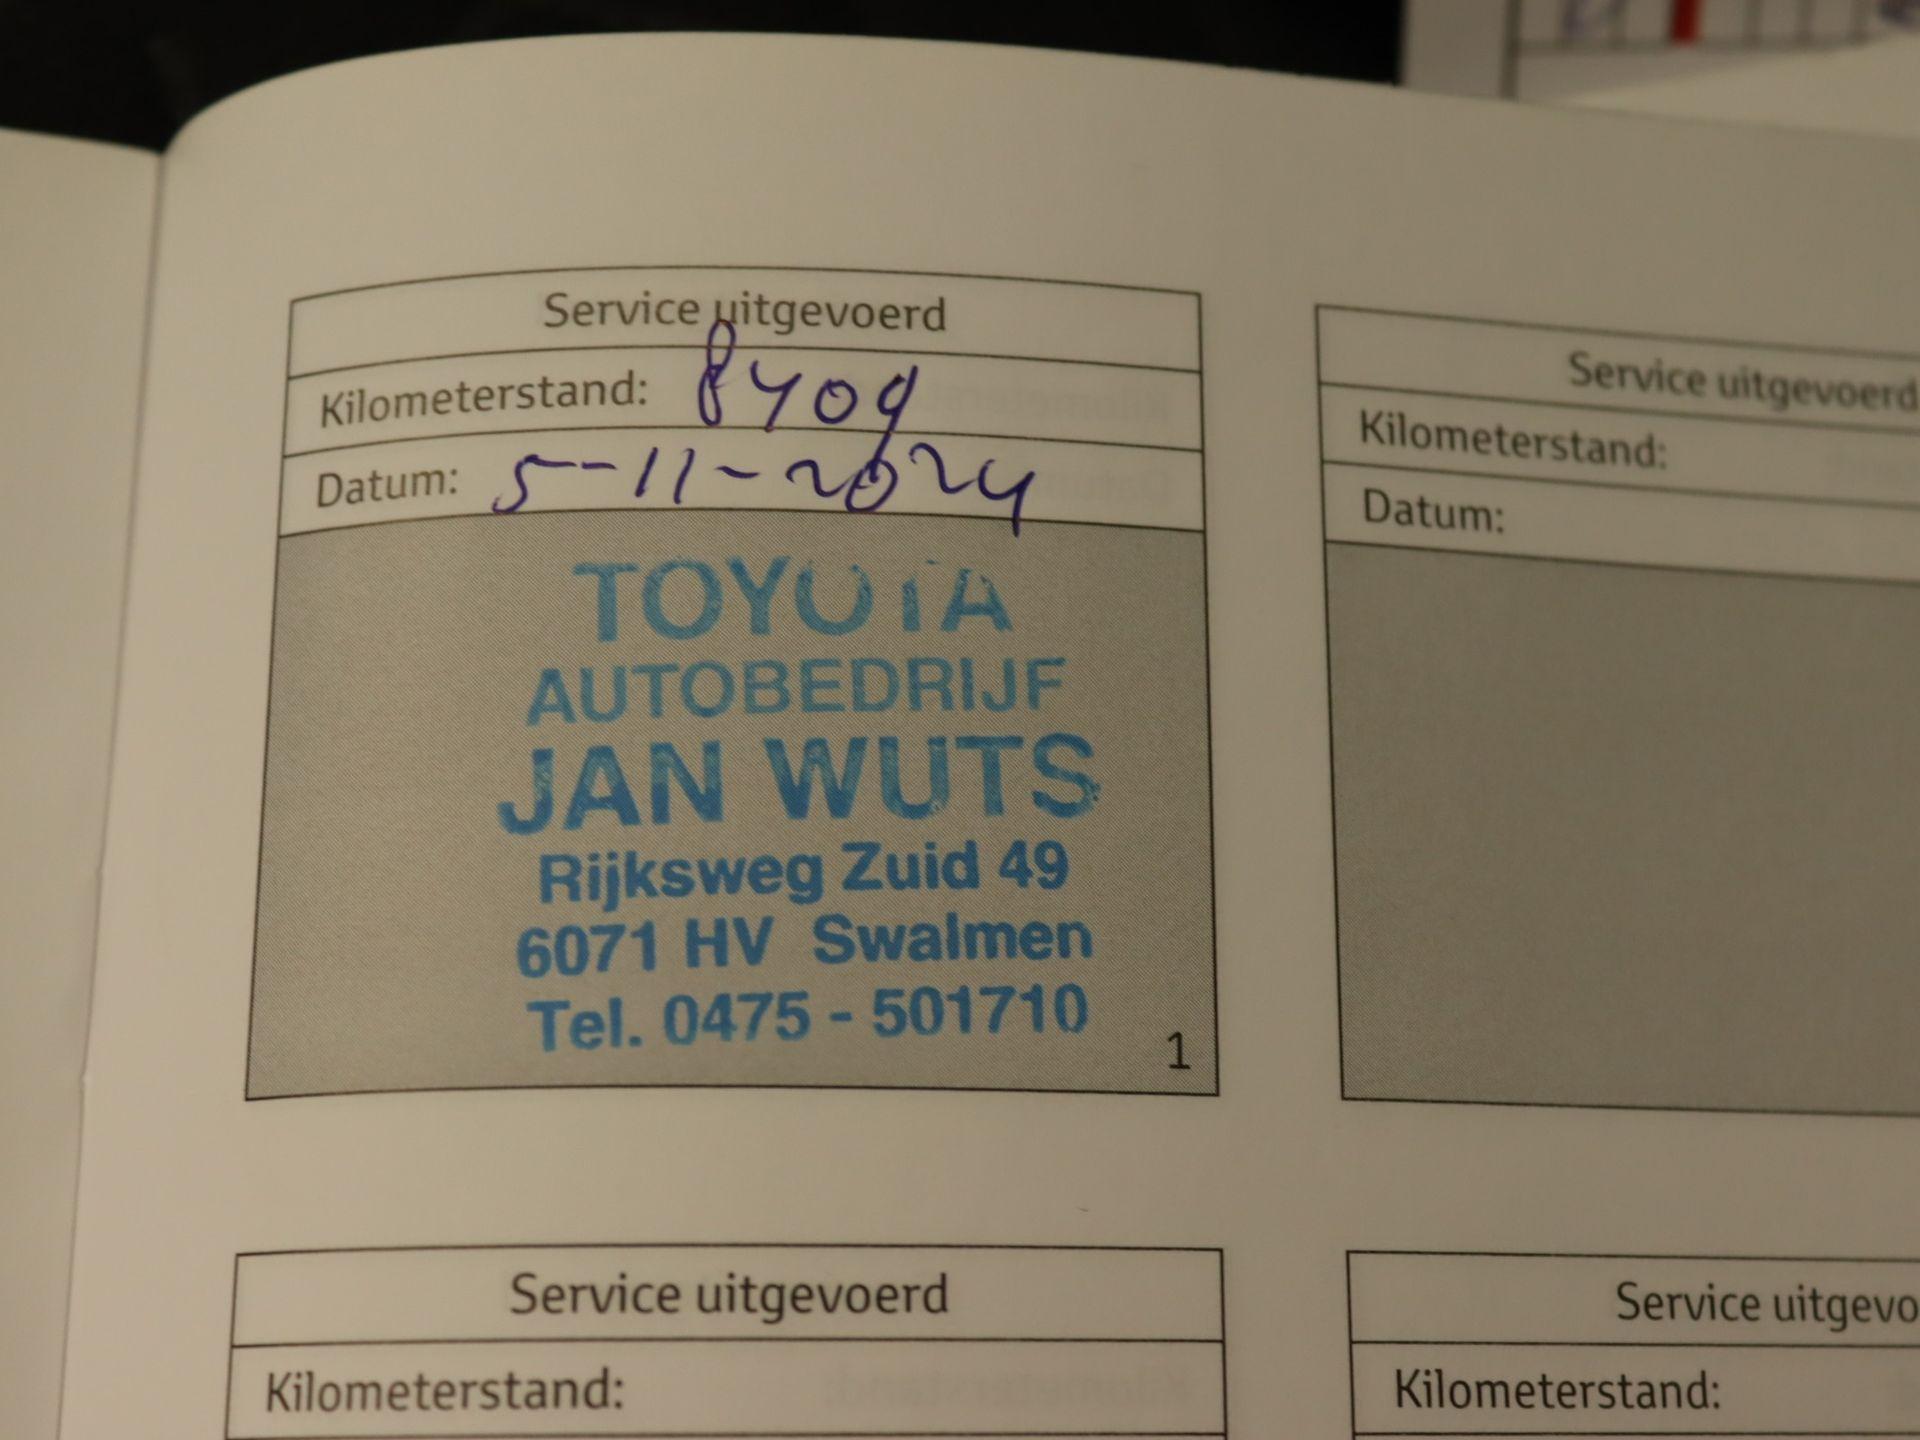 Service uitgevoerd
Kilometerstand: 8409
Datum: 5-11-2024
TOYOTA
AUTOBEDRIJF
JAN WUTS
Rijksweg Zuid 49
6071 HV Swalmen
Tel. 0475 - 501710
1
Service uitgevoerd
Kilometerstand:
Datum:
Service uitgevoerd
Kilometerstand:
Service uitgevo
Kilometerstand: